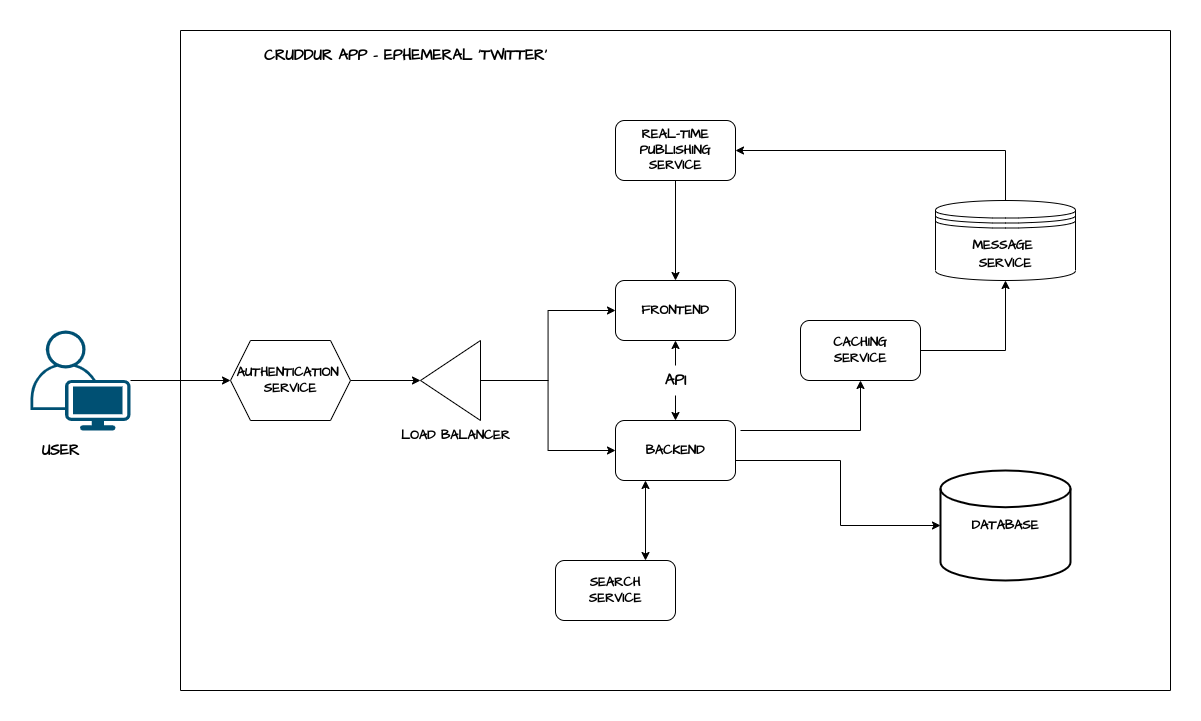 CRUDDUR APP - EPHEMERAL 'TWITTER'
REAL-TIME
PUBLISHING
SERVICE
MESSAGE
SERVICE
FRONTEND
CACHING
SERVICE
AUTHENTICATION
SERVICE
API
LOAD BALANCER
USER
BACKEND
DATABASE
SEARCH
SERVICE